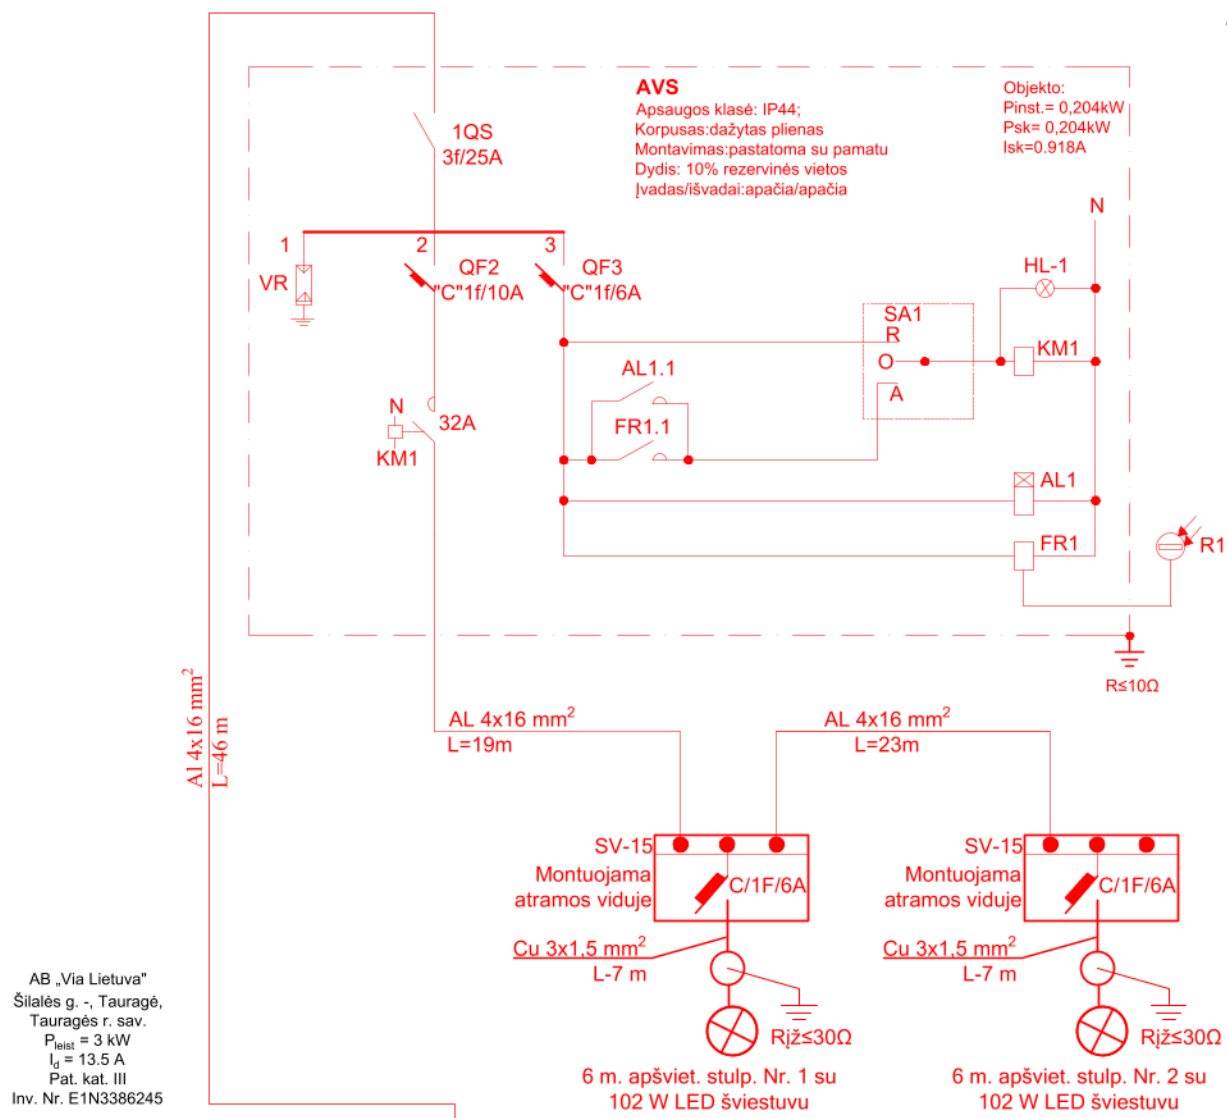 AVS
Apsaugos klasė: IP44;
Korpusas:dažytas plienas
Montavimas:pastatoma su pamatu
Dydis: 10% rezervinės vietos
Įvadas/išvadai:apačia/apačia
Objekto:
Pinst.= 0,204kW
Psk= 0,204kW
Isk=0.918A
1QS
3f/25A
N
1
2
3
VR
QF2
"C"1f/10A
QF3
"C"1f/6A
HL-1
SA1
R
O
A
KM1
AL1.1
FR1.1
N
32A
KM1
AL1
FR1
R1
R≤10Ω
Al 4x16 mm²
L=46 m
AL 4x16 mm²
L=19m
AL 4x16 mm²
L=23m
SV-15
Montuojama
atramos viduje
C/1F/6A
SV-15
Montuojama
atramos viduje
C/1F/6A
Cu 3x1,5 mm²
L-7 m
Cu 3x1,5 mm²
L-7 m
Rįž≤30Ω
Rįž≤30Ω
6 m. apšviet. stulp. Nr. 1 su
102 W LED šviestuvu
6 m. apšviet. stulp. Nr. 2 su
102 W LED šviestuvu
AB „Via Lietuva"
Šilalės g. -, Tauragė,
Tauragės r. sav.
Pleist = 3 kW
Id = 13.5 A
Pat. kat. III
Inv. Nr. E1N3386245